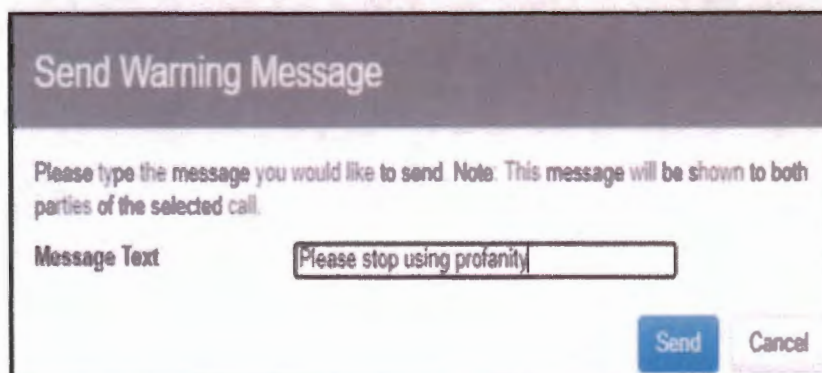 Send Warning Message
Please type the message you would like to send. Note: This message will be shown to both
parties of the selected call.
Message Text
Please stop using profanity
Send
Cancel